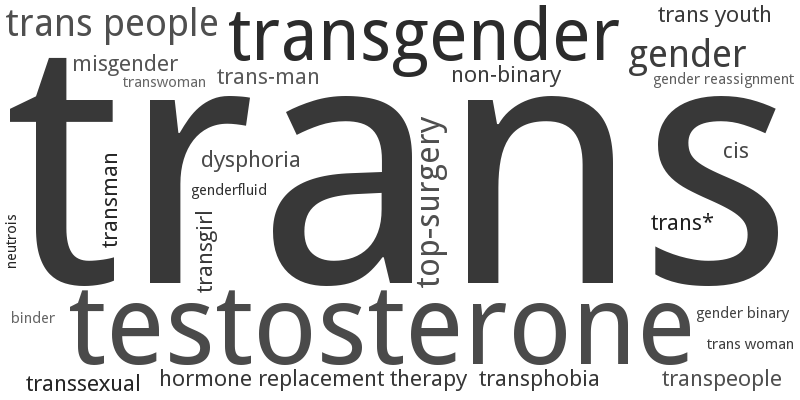 trans people
transgender
trans youth
misgender
gender
transwoman
trans-man
non-binary
gender reassignment
trans
dysphoria
top-surgery
cis
transman
genderfluid
neutrois
transgirl
trans*
binder
testosterone
gender binary
trans woman
transsexual
hormone replacement therapy
transphobia
transpeople